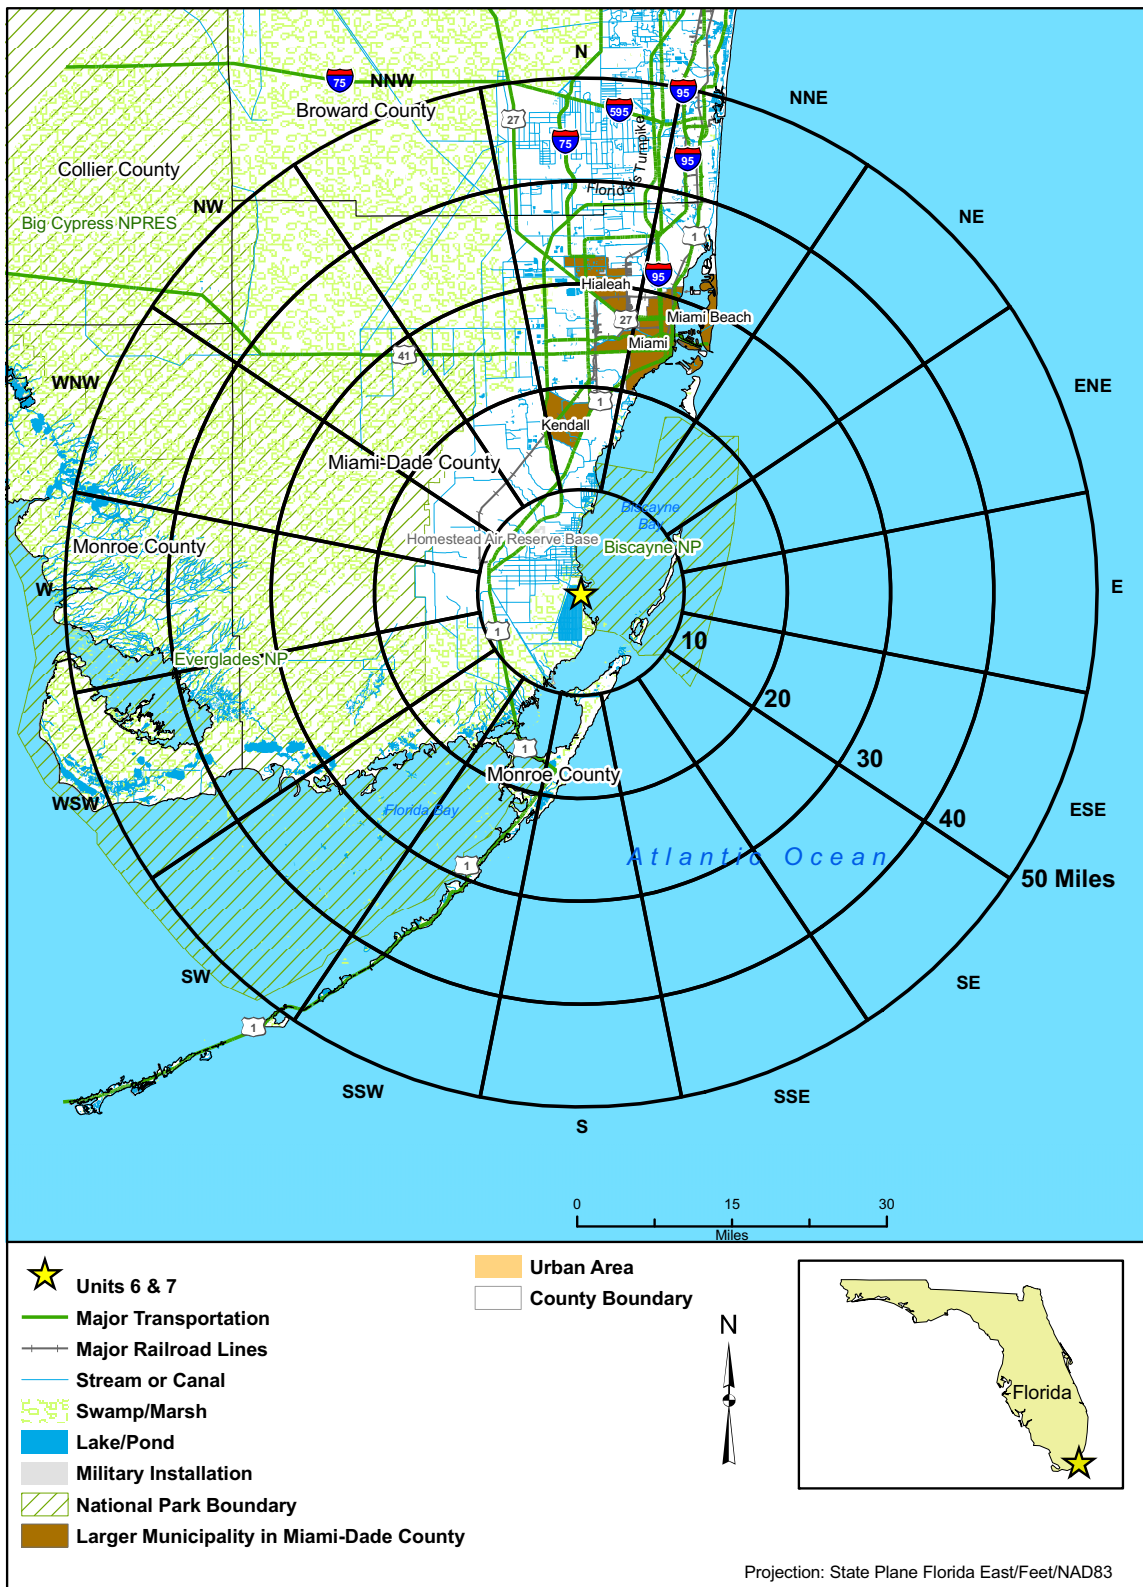 N
NNW
NNE
75
95
595
Broward County
27
75
95
Florida's Turnpike
Collier County
NW
NE
Big Cypress NPRES
1
95
Hialeah
27
Miami Beach
Miami
41
WNW
ENE
1
Kendall
Miami-Dade County
Biscayne
Bay
Homestead Air Reserve Base
Biscayne NP
Monroe County
W
E
1
10
Everglades NP
20
1
30
Monroe County
WSW
Florida Bay
40
ESE
Atlantic Ocean
1
50 Miles
SW
SE
1
SSW
SSE
S
0 15 30
Miles
Units 6 & 7
Major Transportation
Major Railroad Lines
Stream or Canal
Swamp/Marsh
Lake/Pond
Military Installation
National Park Boundary
Larger Municipality in Miami-Dade County
Urban Area
County Boundary
N
Florida
Projection: State Plane Florida East/Feet/NAD83